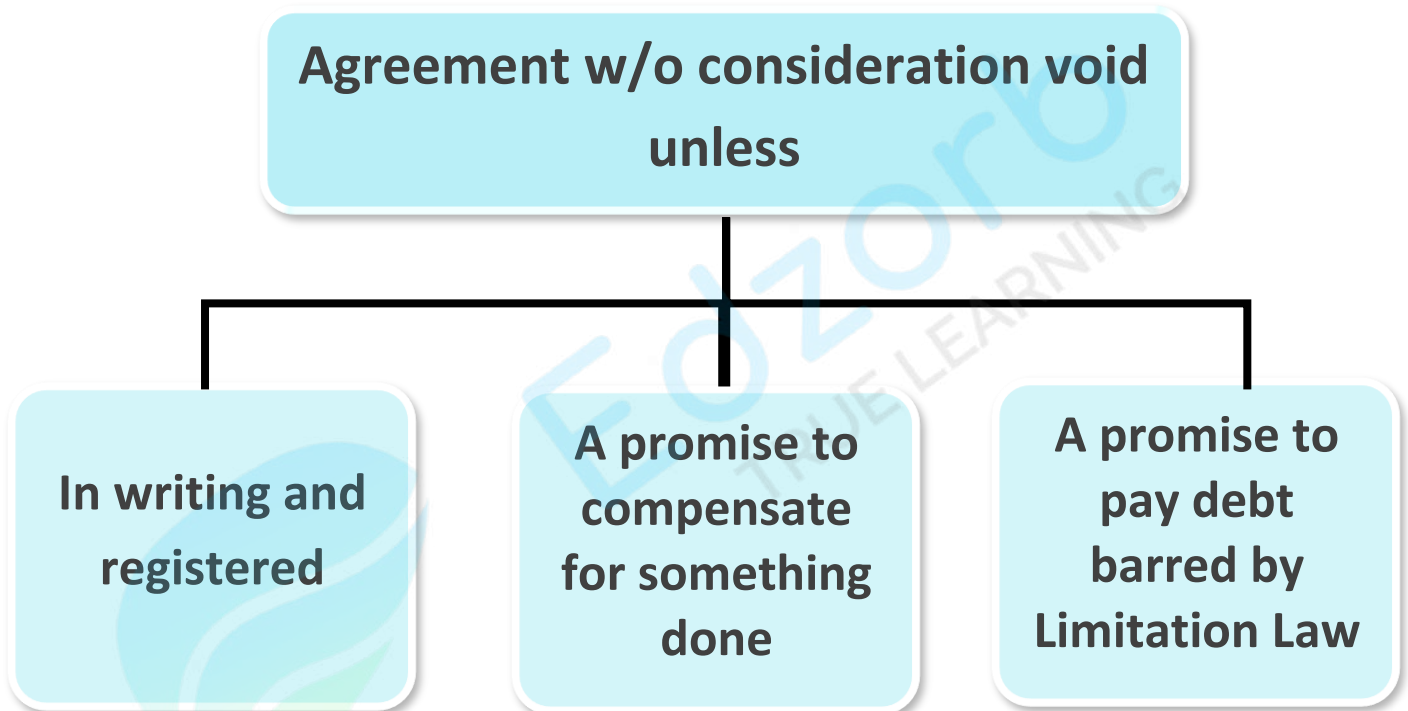 Agreement w/o consideration void
unless
In writing and
registered
A promise to
compensate
for something
done
A promise to
pay debt
barred by
Limitation Law
Edzorb
TRUE LEARNING